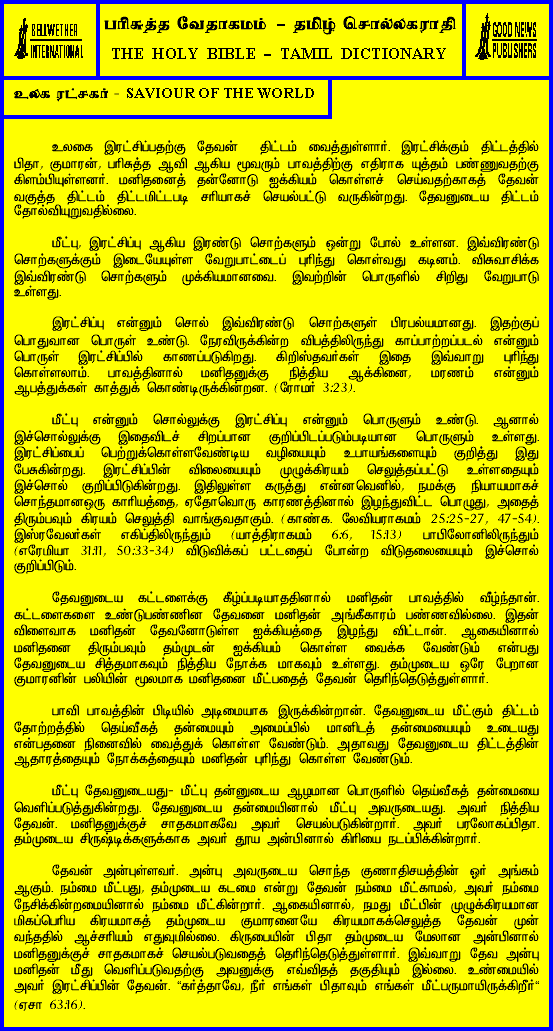 BELLWETHER
INTERNATIONAL
பரிசுத்த வேதாகமம் – தமிழ் சொல்லகராதி
THE HOLY BIBLE – TAMIL DICTIONARY
GOOD NEWS
PUBLISHERS
உலக ரட்சகர் - SAVIOUR OF THE WORLD
உலகை இரட்சிப்பதற்கு தேவன் திட்டம் வைத்துள்ளார். இரட்சிக்கும் திட்டத்தில்
பிதா, குமாரன், பரிசுத்த ஆவி ஆகிய மூவரும் பாவத்திற்கு எதிராக யுத்தம் பண்ணுவதற்கு
கிளம்பியுள்ளனர். மனிதனைத் தன்னோடு ஐக்கியம் கொள்ளச் செய்வதற்காகத் தேவன்
வகுத்த திட்டம் திட்டமிட்டபடி சரியாகச் செயல்பட்டு வருகின்றது. தேவனுடைய திட்டம்
தோல்வியுறுவதில்லை.
மீட்பு, இரட்சிப்பு ஆகிய இரண்டு சொற்களும் ஒன்று போல் உள்ளன. இவ்விரண்டு
சொற்களுக்கும் இடையேயுள்ள வேறுபாட்டைப் புரிந்து கொள்வது கடினம். விசுவாசிக்க
இவ்விரண்டு சொற்களும் முக்கியமானவை. இவற்றின் பொருளில் சிறிது வேறுபாடு
உள்ளது.
இரட்சிப்பு என்னும் சொல் இவ்விரண்டு சொற்களுள் பிரபல்யமானது. இதற்குப்
பொதுவான பொருள் உண்டு. நேரவிருக்கின்ற விபத்திலிருந்து காப்பாற்றப்படல் என்னும்
பொருள் இரட்சிப்பில் காணப்படுகிறது. கிறிஸ்தவர்கள் இதை இவ்வாறு புரிந்து
கொள்ளலாம். பாவத்தினால் மனிதனுக்கு நித்திய ஆக்கினை, மரணம் என்னும்
ஆபத்துக்கள் காத்துக் கொண்டிருக்கின்றன. (ரோமர் 3:23).
மீட்பு என்னும் சொல்லுக்கு இரட்சிப்பு என்னும் பொருளும் உண்டு. ஆனால்
இச்சொல்லுக்கு இதைவிடச் சிறப்பான குறிப்பிடப்படும்படியான பொருளும் உள்ளது.
இரட்சிப்பைப் பெற்றுக்கொள்ளவேண்டிய வழியையும் உபாயங்களையும் குறித்து இது
பேசுகின்றது. இரட்சிப்பின் விலையையும் முழுக்கிரயம் செலுத்தப்பட்டு உள்ளதையும்
இச்சொல் குறிப்பிடுகின்றது. இதிலுள்ள கருத்து என்னவெனில், நமக்கு நியாயமாகச்
சொந்தமானஒரு காரியத்தை, ஏதோவொரு காரணத்தினால் இழந்துவிட்ட பொழுது, அதைத்
திரும்பவும் கிரயம் செலுத்தி வாங்குவதாகும். (காண்க. லேவியராகமம் 25:25-27, 47-54).
இஸ்ரவேலர்கள் எகிப்திலிருந்தும் (யாத்திராகமம் 6:6, 15:13) பாபிலோனிலிருந்தும்
(எரேமியா 31:11, 50:33-34) விடுவிக்கப் பட்டதைப் போன்ற விடுதலையையும் இச்சொல்
குறிப்பிடும்.
தேவனுடைய கட்டளைக்கு கீழ்ப்படியாததினால் மனிதன் பாவத்தில் வீழ்ந்தான்.
கட்டளைகளை உண்டுபண்ணின தேவனை மனிதன் அங்கீகாரம் பண்ணவில்லை. இதன்
விளைவாக மனிதன் தேவனோடுள்ள ஐக்கியத்தை இழந்து விட்டான். ஆகையினால்
மனிதனை திரும்பவும் தம்முடன் ஐக்கியம் கொள்ள வைக்க வேண்டும் என்பது
தேவனுடைய சித்தமாகவும் நித்திய நோக்க மாகவும் உள்ளது. தம்முடைய ஒரே பேறான
குமாரனின் பலியின் மூலமாக மனிதனை மீட்பதைத் தேவன் தெரிந்தெடுத்துள்ளார்.
பாவி பாவத்தின் பிடியில் அடிமையாக இருக்கின்றான். தேவனுடைய மீட்கும் திட்டம்
தோற்றத்தில் தெய்வீகத் தன்மையும் அமைப்பில் மானிடத் தன்மையையும் உடையது
என்பதனை நினைவில் வைத்துக் கொள்ள வேண்டும். அதாவது தேவனுடைய திட்டத்தின்
ஆதாரத்தையும் நோக்கத்தையும் மனிதன் புரிந்து கொள்ள வேண்டும்.
மீட்பு தேவனுடையது- மீட்பு தன்னுடைய ஆழமான பொருளில் தெய்வீகத் தன்மையை
வெளிப்படுத்துகின்றது. தேவனுடைய தன்மையினால் மீட்பு அவருடையது. அவர் நித்திய
தேவன். மனிதனுக்குச் சாதகமாகவே அவர் செயல்படுகின்றார். அவர் பரலோகப்பிதா.
தம்முடைய சிருஷ்டிக்களுக்காக அவர் தூய அன்பினால் கிரியை நடப்பிக்கின்றார்.
தேவன் அன்புள்ளவர். அன்பு அவருடைய சொந்த குணாதிசயத்தின் ஓர் அங்கம்
ஆகும். நம்மை மீட்பது, தம்முடைய கடமை என்று தேவன் நம்மை மீட்காமல், அவர் நம்மை
நேசிக்கின்றமையினால் நம்மை மீட்கின்றார். ஆகையினால், நமது மீட்பின் முழுக்கிரயமான
மிகப்பெரிய கிரயமாகத் தம்முடைய குமாரனையே கிரயமாகக்செலுத்த தேவன் முன்
வந்ததில் ஆச்சரியம் எதுவுமில்லை. கிருபையின் பிதா தம்முடைய மேலான அன்பினால்
மனிதனுக்குச் சாதகமாகச் செயல்படுவதைத் தெரிந்தெடுத்துள்ளார். இவ்வாறு தேவ அன்பு
மனிதன் மீது வெளிப்படுவதற்கு அவனுக்கு எவ்விதத் தகுதியும் இல்லை. உண்மையில்
அவர் இரட்சிப்பின் தேவன். “கர்த்தாவே, நீர் எங்கள் பிதாவும் எங்கள் மீட்பருமாயிருக்கிறீர்“
(ஏசா 63:16).